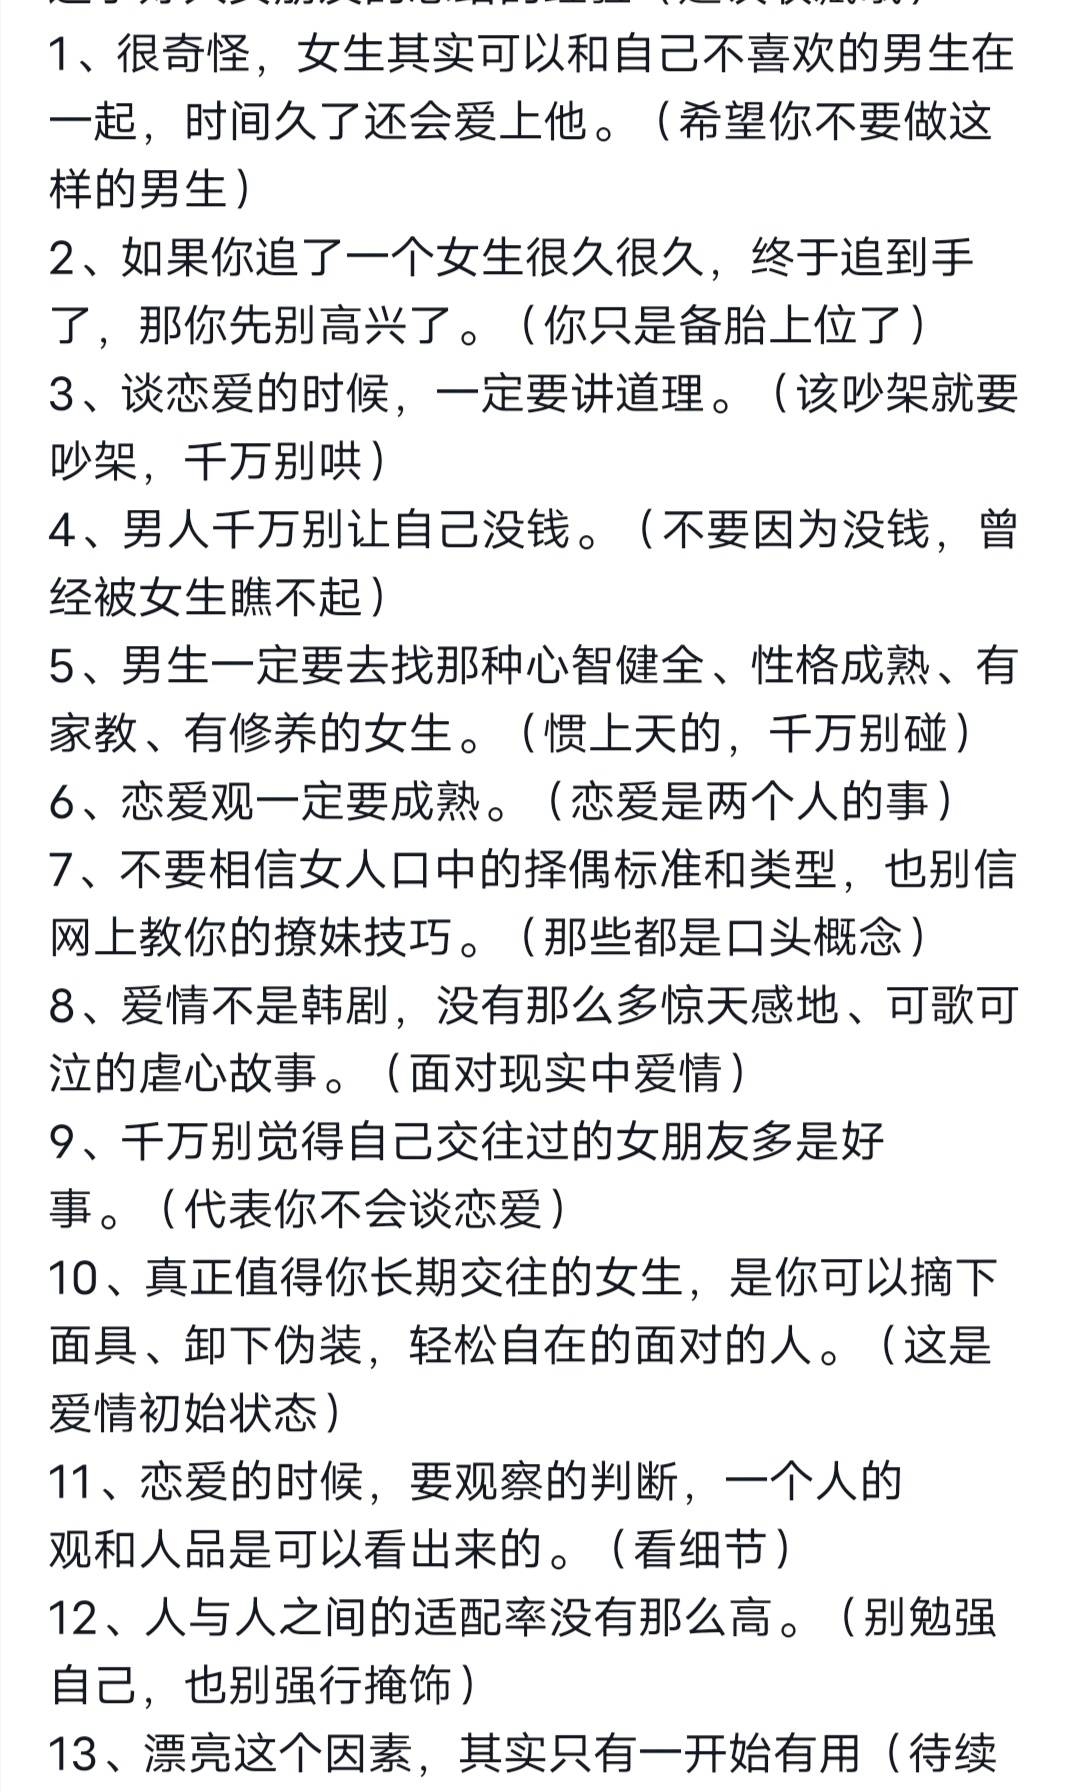 1、很奇怪，女生其实可以和自己不喜欢的男生在
一起，时间久了还会爱上他。（希望你不要做这
样的男生）
2、如果你追了一个女生很久很久，终于追到手
了，那你先别高兴了。（你只是备胎上位了）
3、谈恋爱的时候，一定要讲道理。（该吵架就要
吵架，千万别哄）
4、男人千万别让自己没钱。（不要因为没钱，曾
经被女生瞧不起）
5、男生一定要去找那种心智健全、性格成熟、有
家教、有修养的女生。（惯上天的，千万别碰）
6、恋爱观一定要成熟。（恋爱是两个人的事）
7、不要相信女人口中的择偶标准和类型，也别信
网上教你的撩妹技巧。（那些都是口头概念）
8、爱情不是韩剧，没有那么多惊天感地、可歌可
泣的虐心故事。（面对现实中爱情）
9、千万别觉得自己交往过的女朋友多是好
事。（代表你不会谈恋爱）
10、真正值得你长期交往的女生，是你可以摘下
面具、卸下伪装，轻松自在的面对的人。（这是
爱情初始状态）
11、恋爱的时候，要观察的判断，一个人的
观和人品是可以看出来的。（看细节）
12、人与人之间的适配率没有那么高。（别勉强
自己，也别强行掩饰）
13、漂亮这个因素，其实只有一开始有用（待续